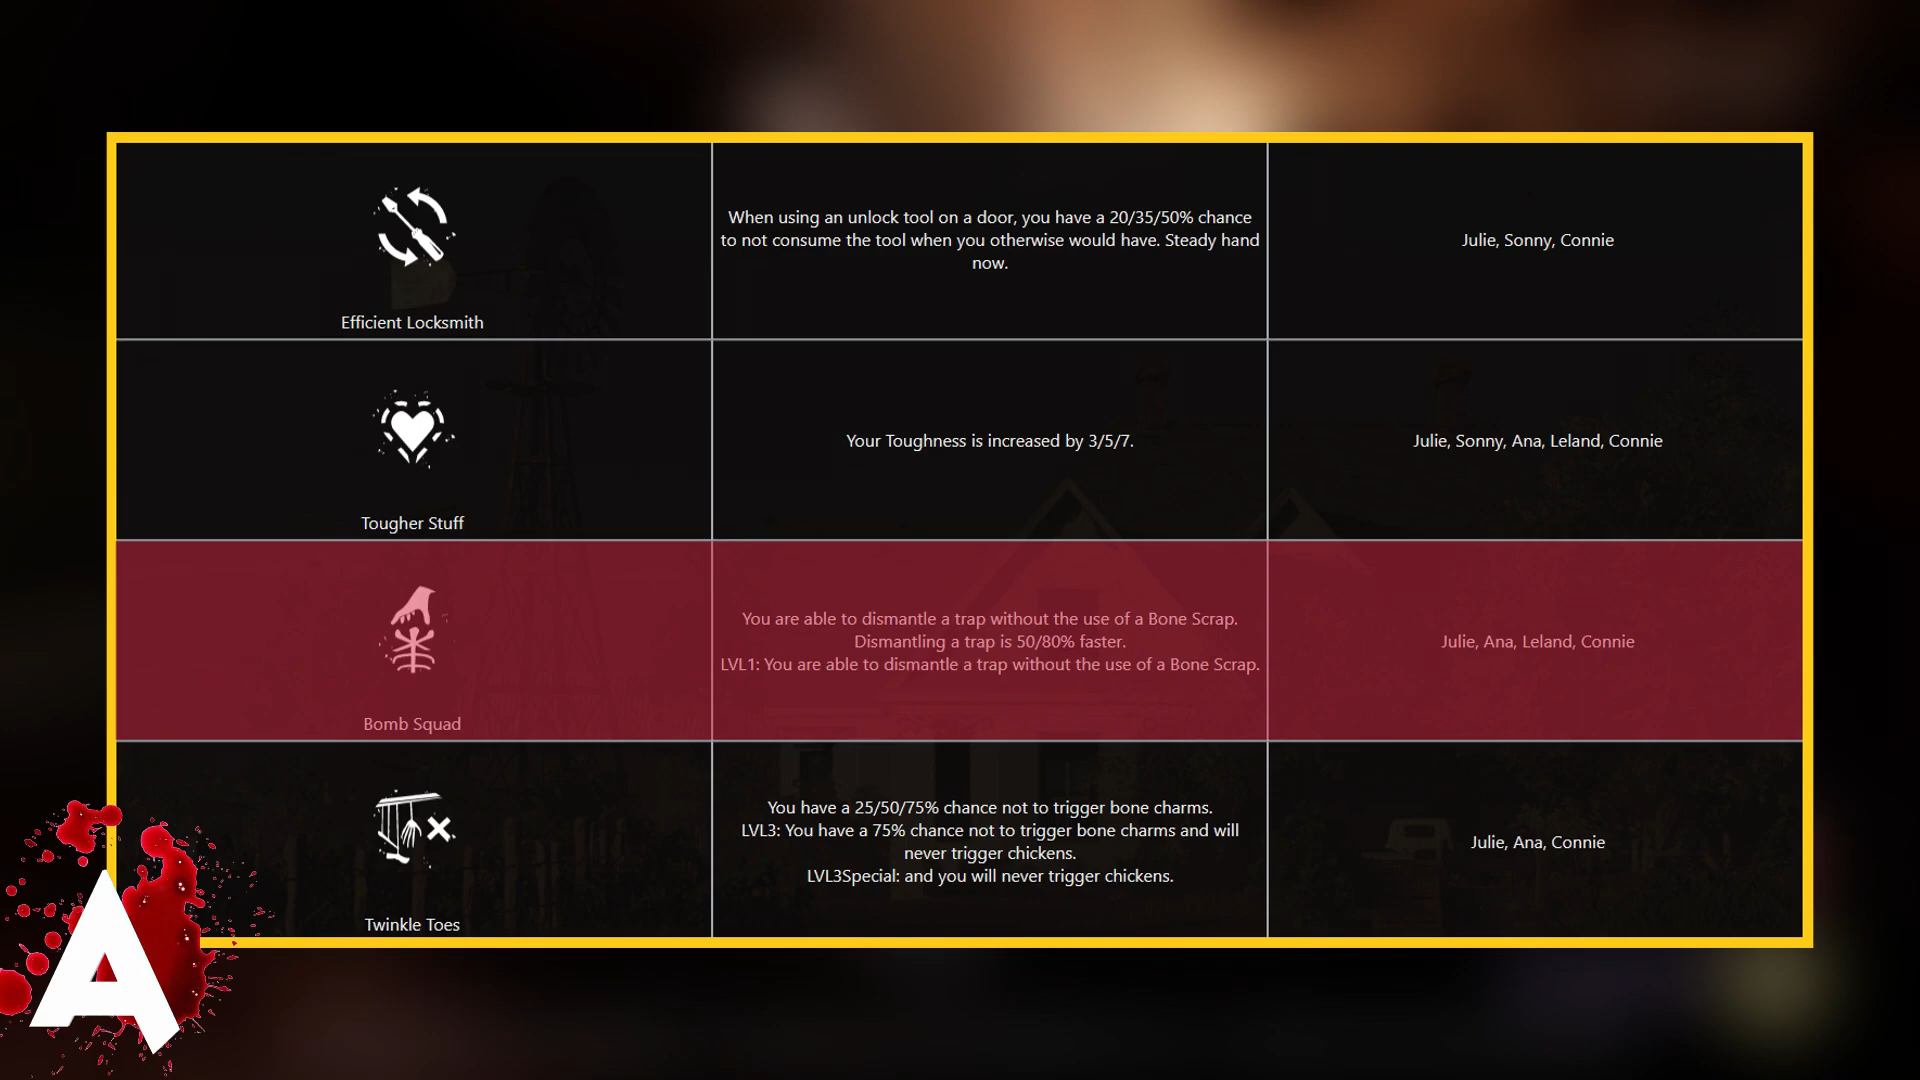 When using an unlock tool on a door, you have a 20/35/50% chance
to not consume the tool when you otherwise would have. Steady hand
now.
Julie, Sonny, Connie
Efficient Locksmith
Your Toughness is increased by 3/5/7.
Julie, Sonny, Ana, Leland, Connie
Tougher Stuff
You are able to dismantle a trap without the use of a Bone Scrap.
Dismantling a trap is 50/80% faster.
LVL1: You are able to dismantle a trap without the use of a Bone Scrap.
Julie, Ana, Leland, Connie
Bomb Squad
You have a 25/50/75% chance not to trigger bone charms.
LVL3: You have a 75% chance not to trigger bone charms and will
never trigger chickens.
LVL3Special: and you will never trigger chickens.
Julie, Ana, Connie
Twinkle Toes
A